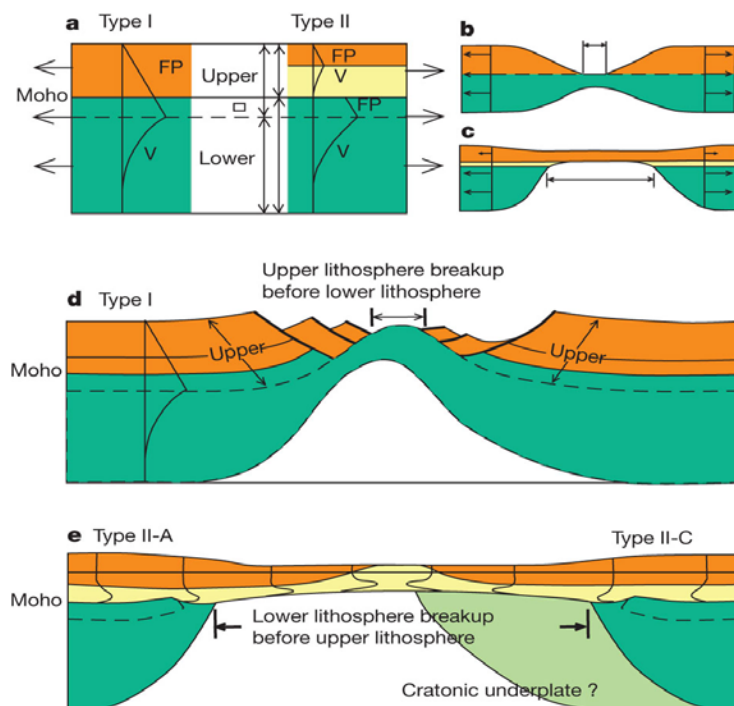 a Type I Type II
b
FP
FP
Upper
V
Moho
FP
V
Lower
V
c
Upper lithosphere breakup
before lower lithosphere
d Type I
Upper
Upper
Moho
e Type II-A
Type II-C
Moho
Lower lithosphere breakup
before upper lithosphere
Cratonic underplate ?